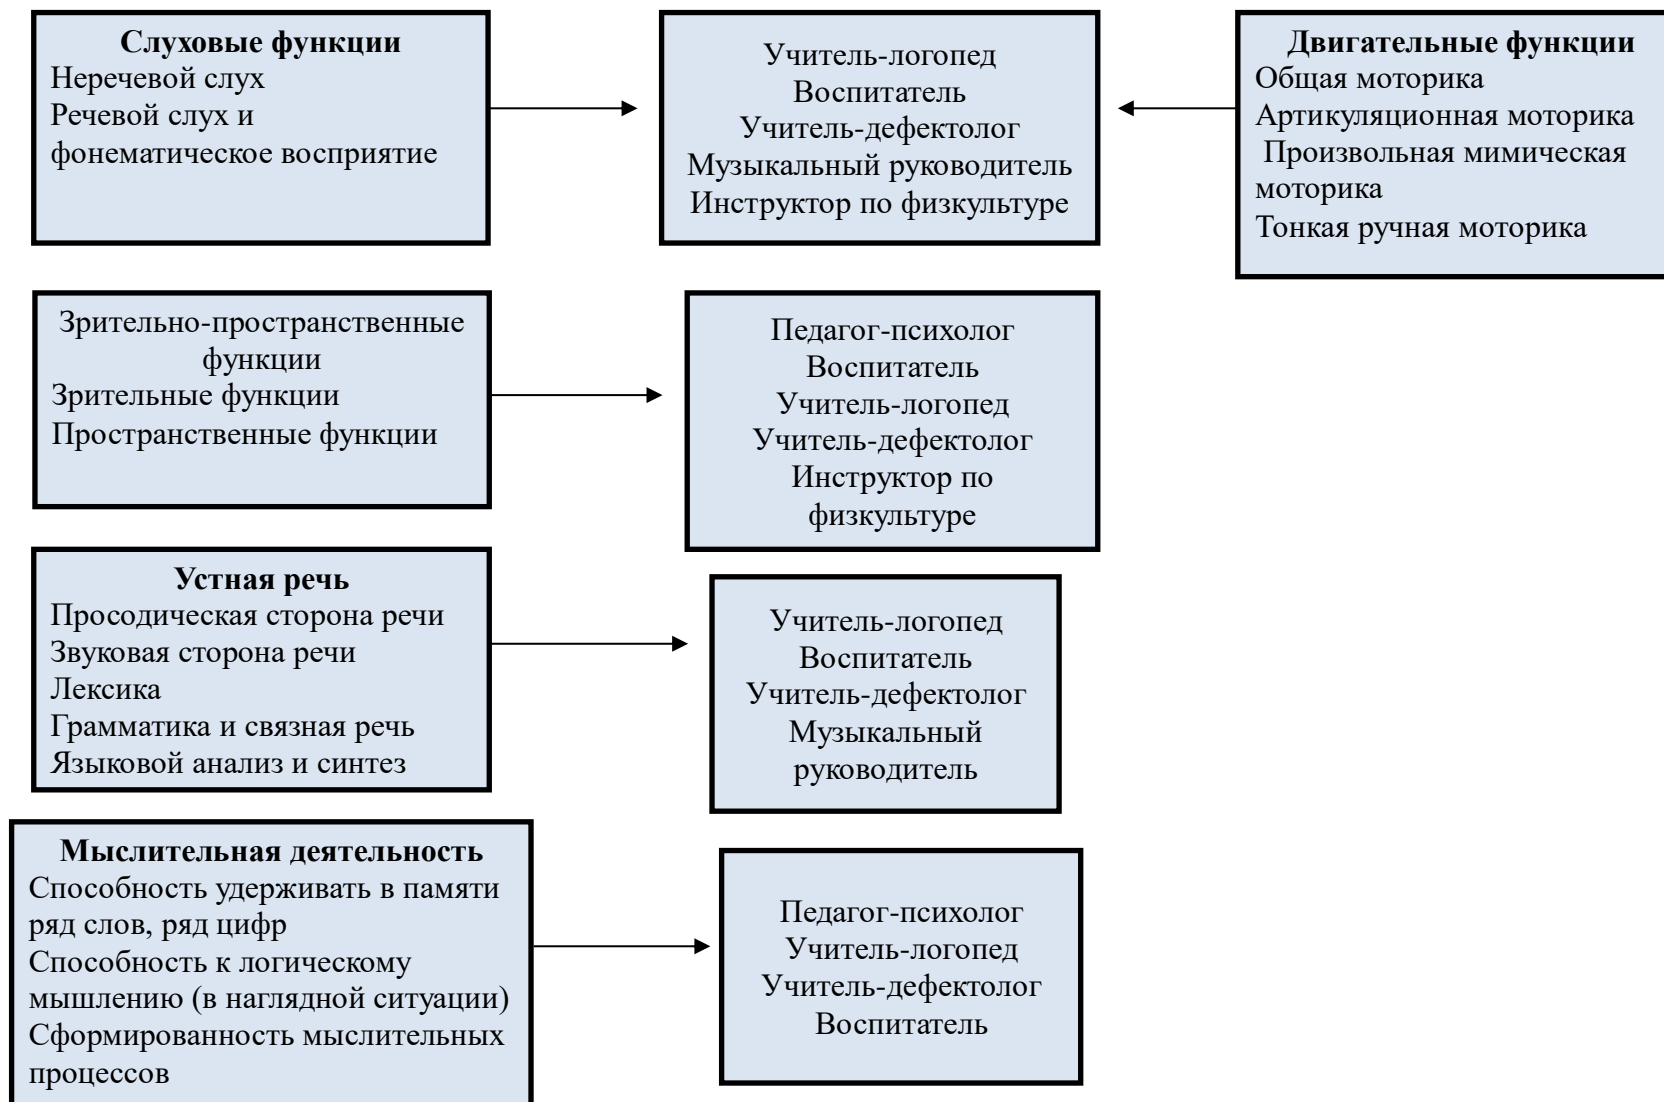 Слуховые функции
Неречевой слух
Речевой слух и
фонематическое восприятие
Учитель-логопед
Воспитатель
Учитель-дефектолог
Музыкальный руководитель
Инструктор по физкультуре
Двигательные функции
Общая моторика
Артикуляционная моторика
Произвольная мимическая
моторика
Тонкая ручная моторика
Зрительно-пространственные
функции
Зрительные функции
Пространственные функции
Педагог-психолог
Воспитатель
Учитель-логопед
Учитель-дефектолог
Инструктор по
физкультуре
Устная речь
Просодическая сторона речи
Звуковая сторона речи
Лексика
Грамматика и связная речь
Языковой анализ и синтез
Учитель-логопед
Воспитатель
Учитель-дефектолог
Музыкальный
руководитель
Мыслительная деятельность
Способность удерживать в памяти
ряд слов, ряд цифр
Способность к логическому
мышлению (в наглядной ситуации)
Сформированность мыслительных
процессов
Педагог-психолог
Учитель-логопед
Учитель-дефектолог
Воспитатель